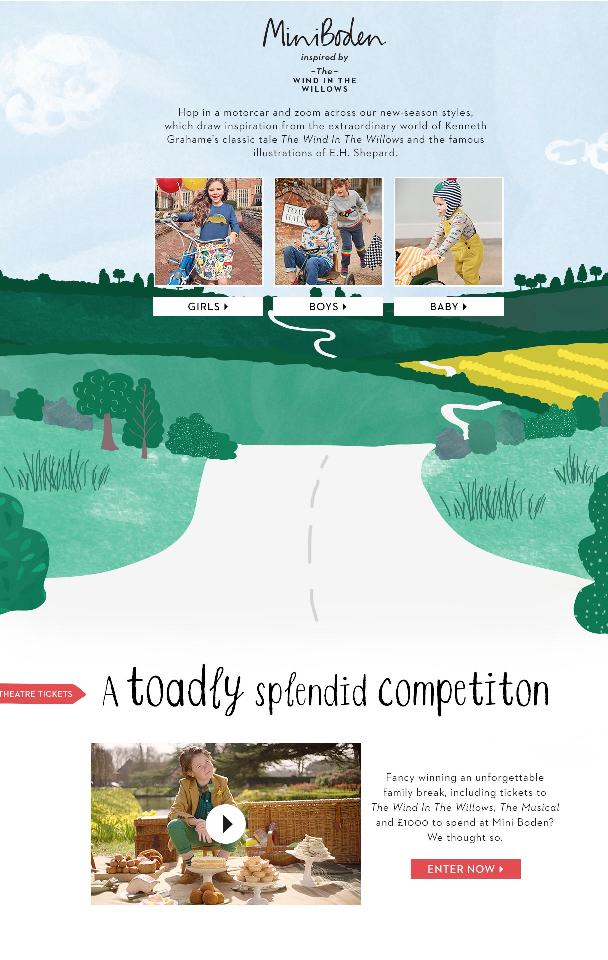 MiniBoden
inspired by
-The-
WIND IN THE
WILLOWS
Hop in a motorcar and zoom across our new-season styles,
which draw inspiration from the extraordinary world of Kenneth
Grahame's classic tale The Wind In The Willows and the famous
illustrations of E.H. Shepard.
GIRLS
BOYS
BABY
THEATRE TICKETS
A toadly splendid competiton
Fancy winning an unforgettable
family break, including tickets to
The Wind In The Willows, The Musical
and £1000 to spend at Mini Boden?
We thought so.
ENTER NOW